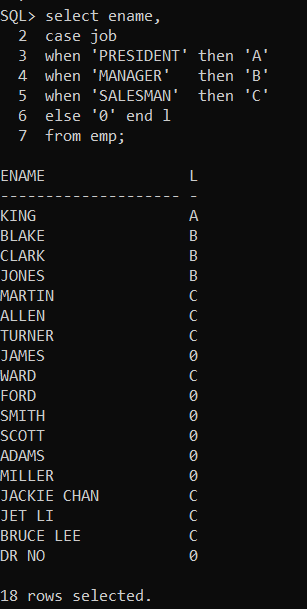 SQL> select ename,
  2  case job
  3  when 'PRESIDENT' then 'A'
  4  when 'MANAGER'   then 'B'
  5  when 'SALESMAN'  then 'C'
  6  else '0' end l
  7  from emp;

ENAME                L
-------------------- -
KING                 A
BLAKE                B
CLARK                B
JONES                B
MARTIN               C
ALLEN                C
TURNER               C
JAMES                0
WARD                 C
FORD                 0
SMITH                0
SCOTT                0
ADAMS                0
MILLER               0
JACKIE CHAN          C
JET LI               C
BRUCE LEE            C
DR NO                0

18 rows selected.